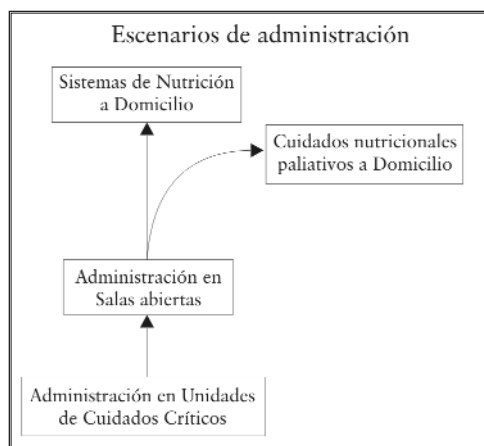 Escenarios de administración
Sistemas de Nutrición
a Domicilio
Cuidados nutricionales
paliativos a Domicilio
Administración en
Salas abiertas
Administración en Unidades
de Cuidados Críticos